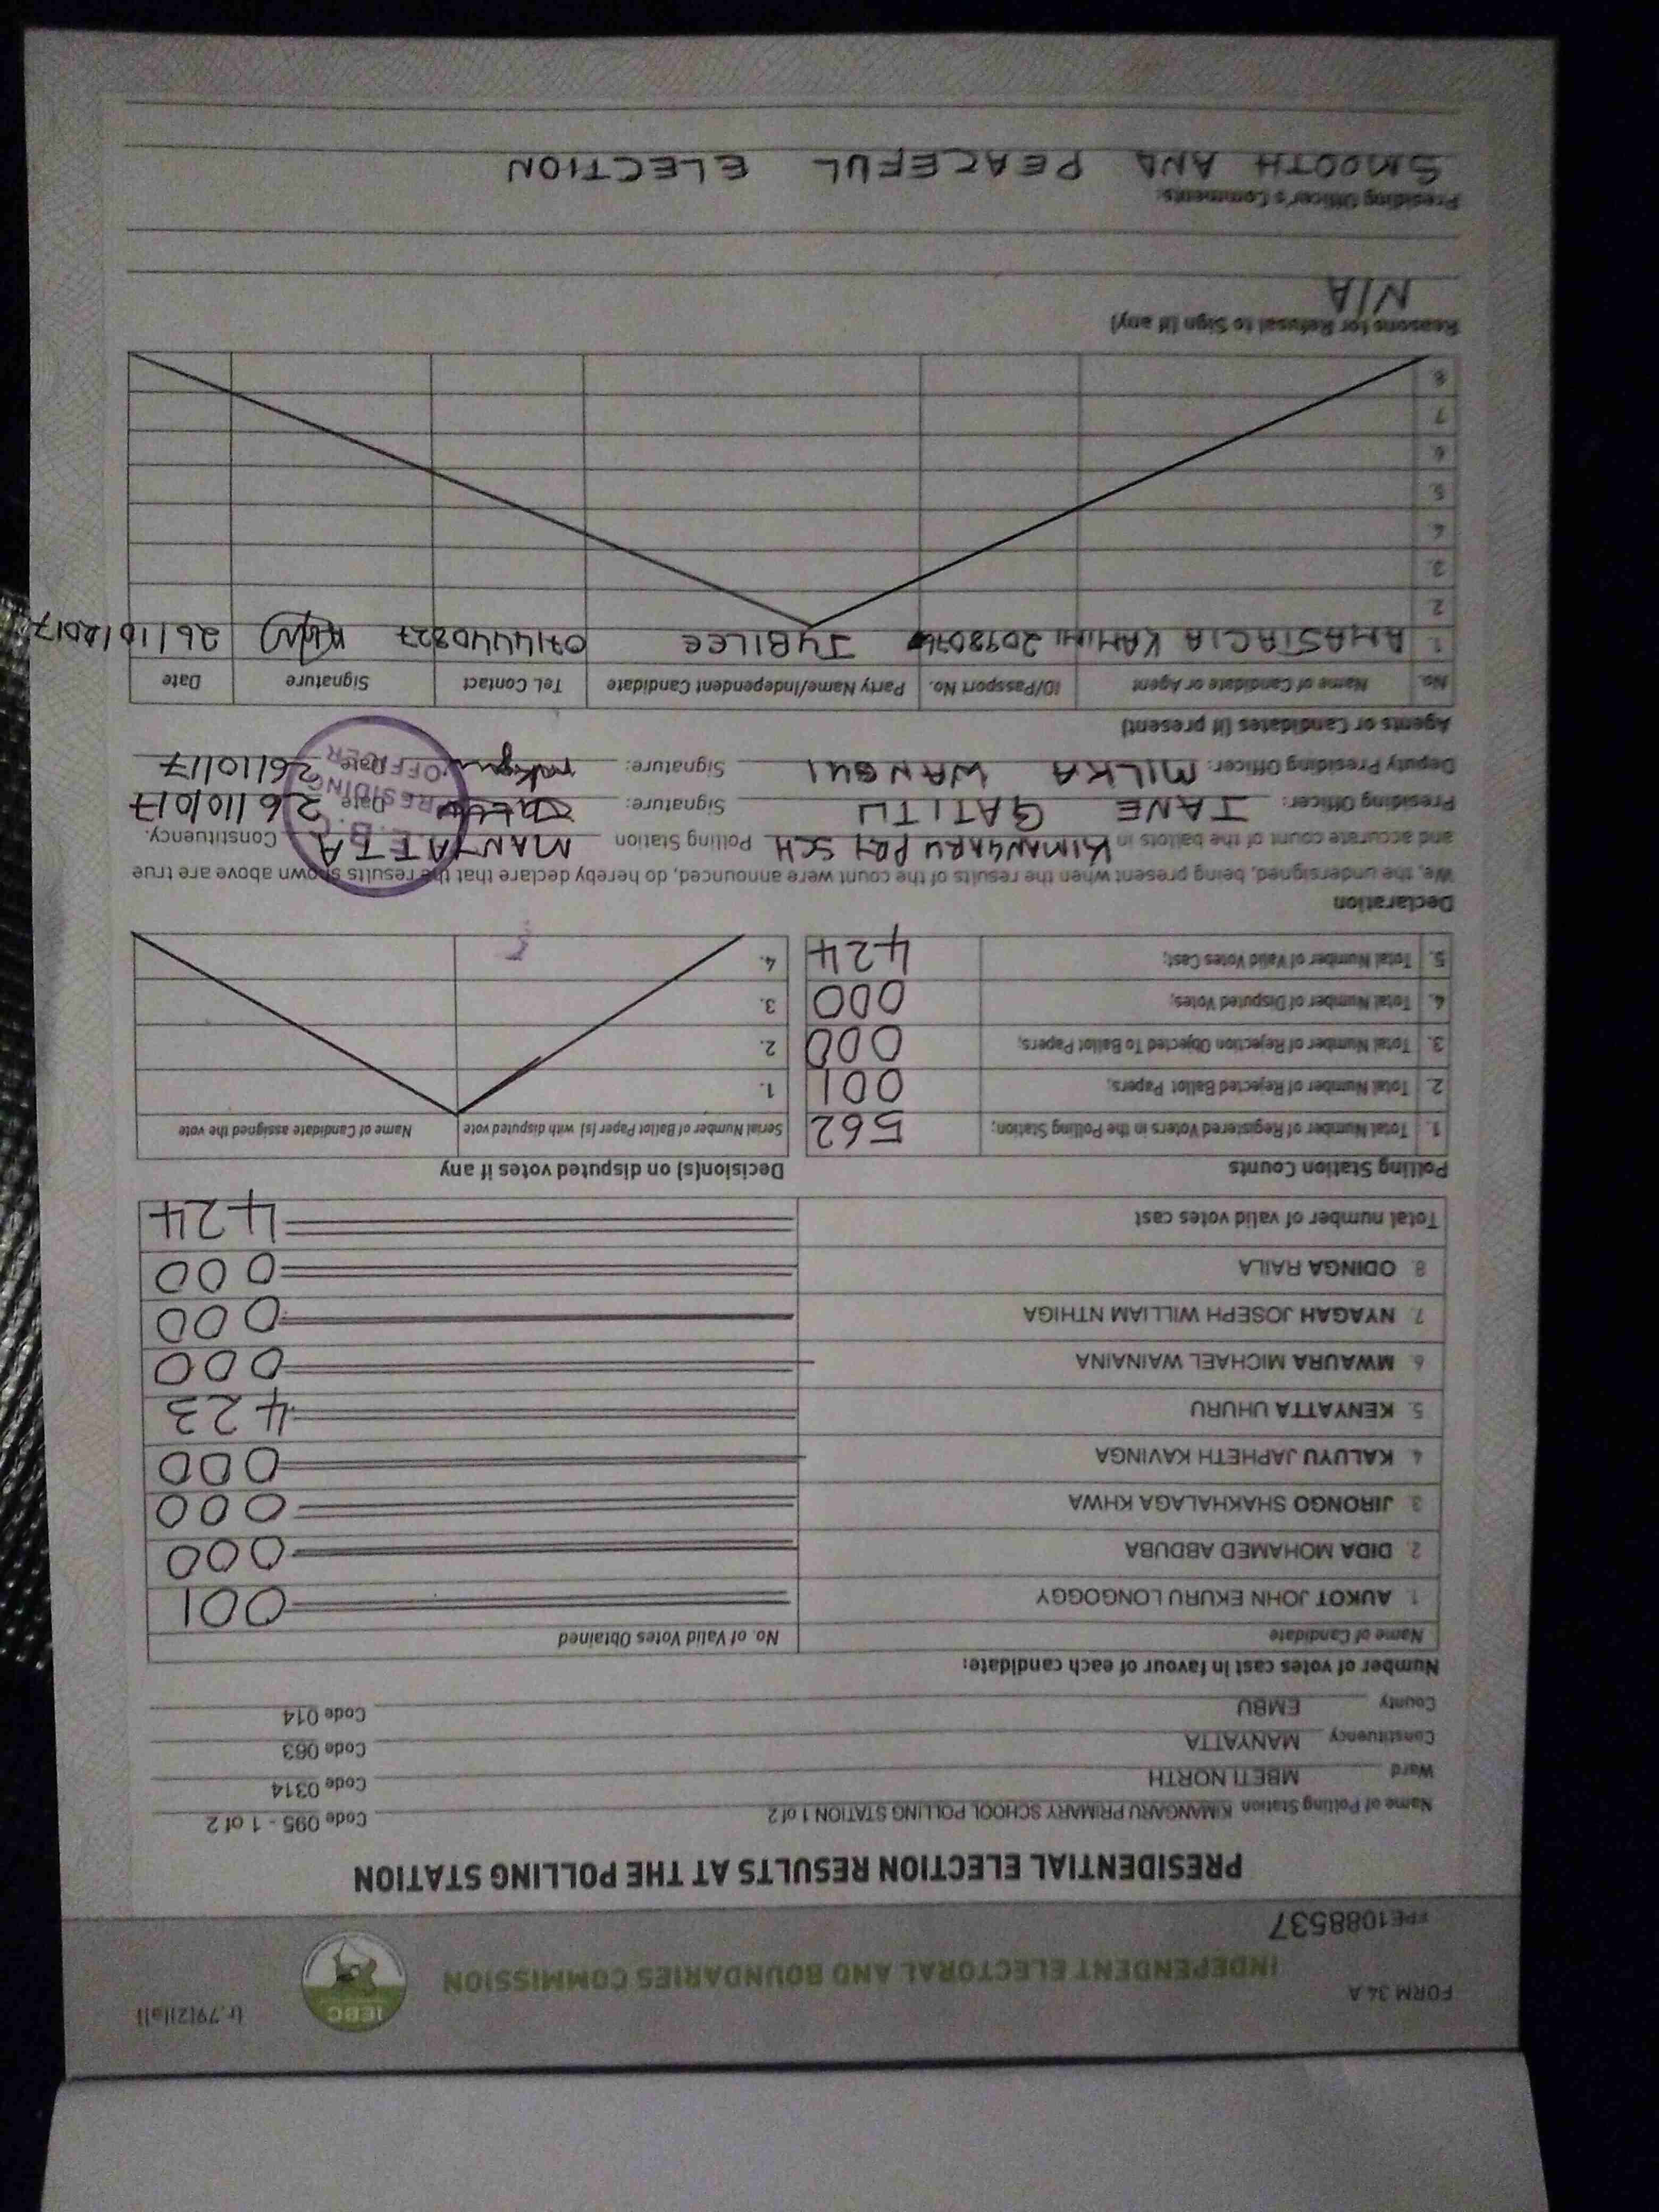 FORM 34A
(r.79(2)(a))
INDEPENDENT ELECTORAL AND BOUNDARIES COMMISSION
IEBC
FPE1088537
PRESIDENTIAL ELECTION RESULTS AT THE POLLING STATION
Name of Polling Station KIMANGARU PRIMARY SCHOOL POLLING STATION 1 of 2 Code 095 - 1 of 2
Ward MBETI NORTH Code 0314
Constituency MANYATTA Code 063
County EMBU Code 014
Number of votes cast in favour of each candidate:
Name of Candidate No. of Valid Votes Obtained
1. AUKOT JOHN EKURU LONGOGGY 001
2. DIDA MOHAMED ABDUBA 000
3. JIRONGO SHAKHALAGA KHWA 000
4. KALUYU JAPHETH KAVINGA 000
5. KENYATTA UHURU 423
6. MWAURA MICHAEL WAINAINA 000
7. NYAGAH JOSEPH WILLIAM NTHIGA 000
8. ODINGA RAILA 000
Total number of valid votes cast 424
Polling Station Counts
1. Total Number of Registered Voters in the Polling Station; 562
2. Total Number of Rejected Ballot Papers; 001
3. Total Number of Rejection Objected To Ballot Papers; 000
4. Total Number of Disputed Votes; 000
5. Total Number of Valid Votes Cast; 424
Decision(s) on disputed votes if any
Serial Number of Ballot Paper (s) with disputed vote Name of Candidate assigned the vote
1.
2.
3.
4.
Declaration
We, the undersigned, being present when the results of the count were announced, do hereby declare that the results shown above are true
and accurate count of the ballots in KIMANGARU PRY SCH Polling Station MANYATTA Constituency.
Presiding Officer: JANE GATITU Signature: Date 26/10/017
Deputy Presiding Officer: MILKA WANGUI Signature: Date 26/10/17
I.E.B.C
PRESIDING
OFFICER
Agents or Candidates (if present)
No. Name of Candidate or Agent ID/Passport No. Party Name/Independent Candidate Tel. Contact Signature Date
1. ANASTACIA KAMUNI JUBILEE 0714440827 26/10/2017
2
3.
4.
5.
6.
7.
8.
Reasons for Refusal to Sign (if any)
N/A
Presiding Officer's Comments:
SMOOTH AND PEACEFUL ELECTION